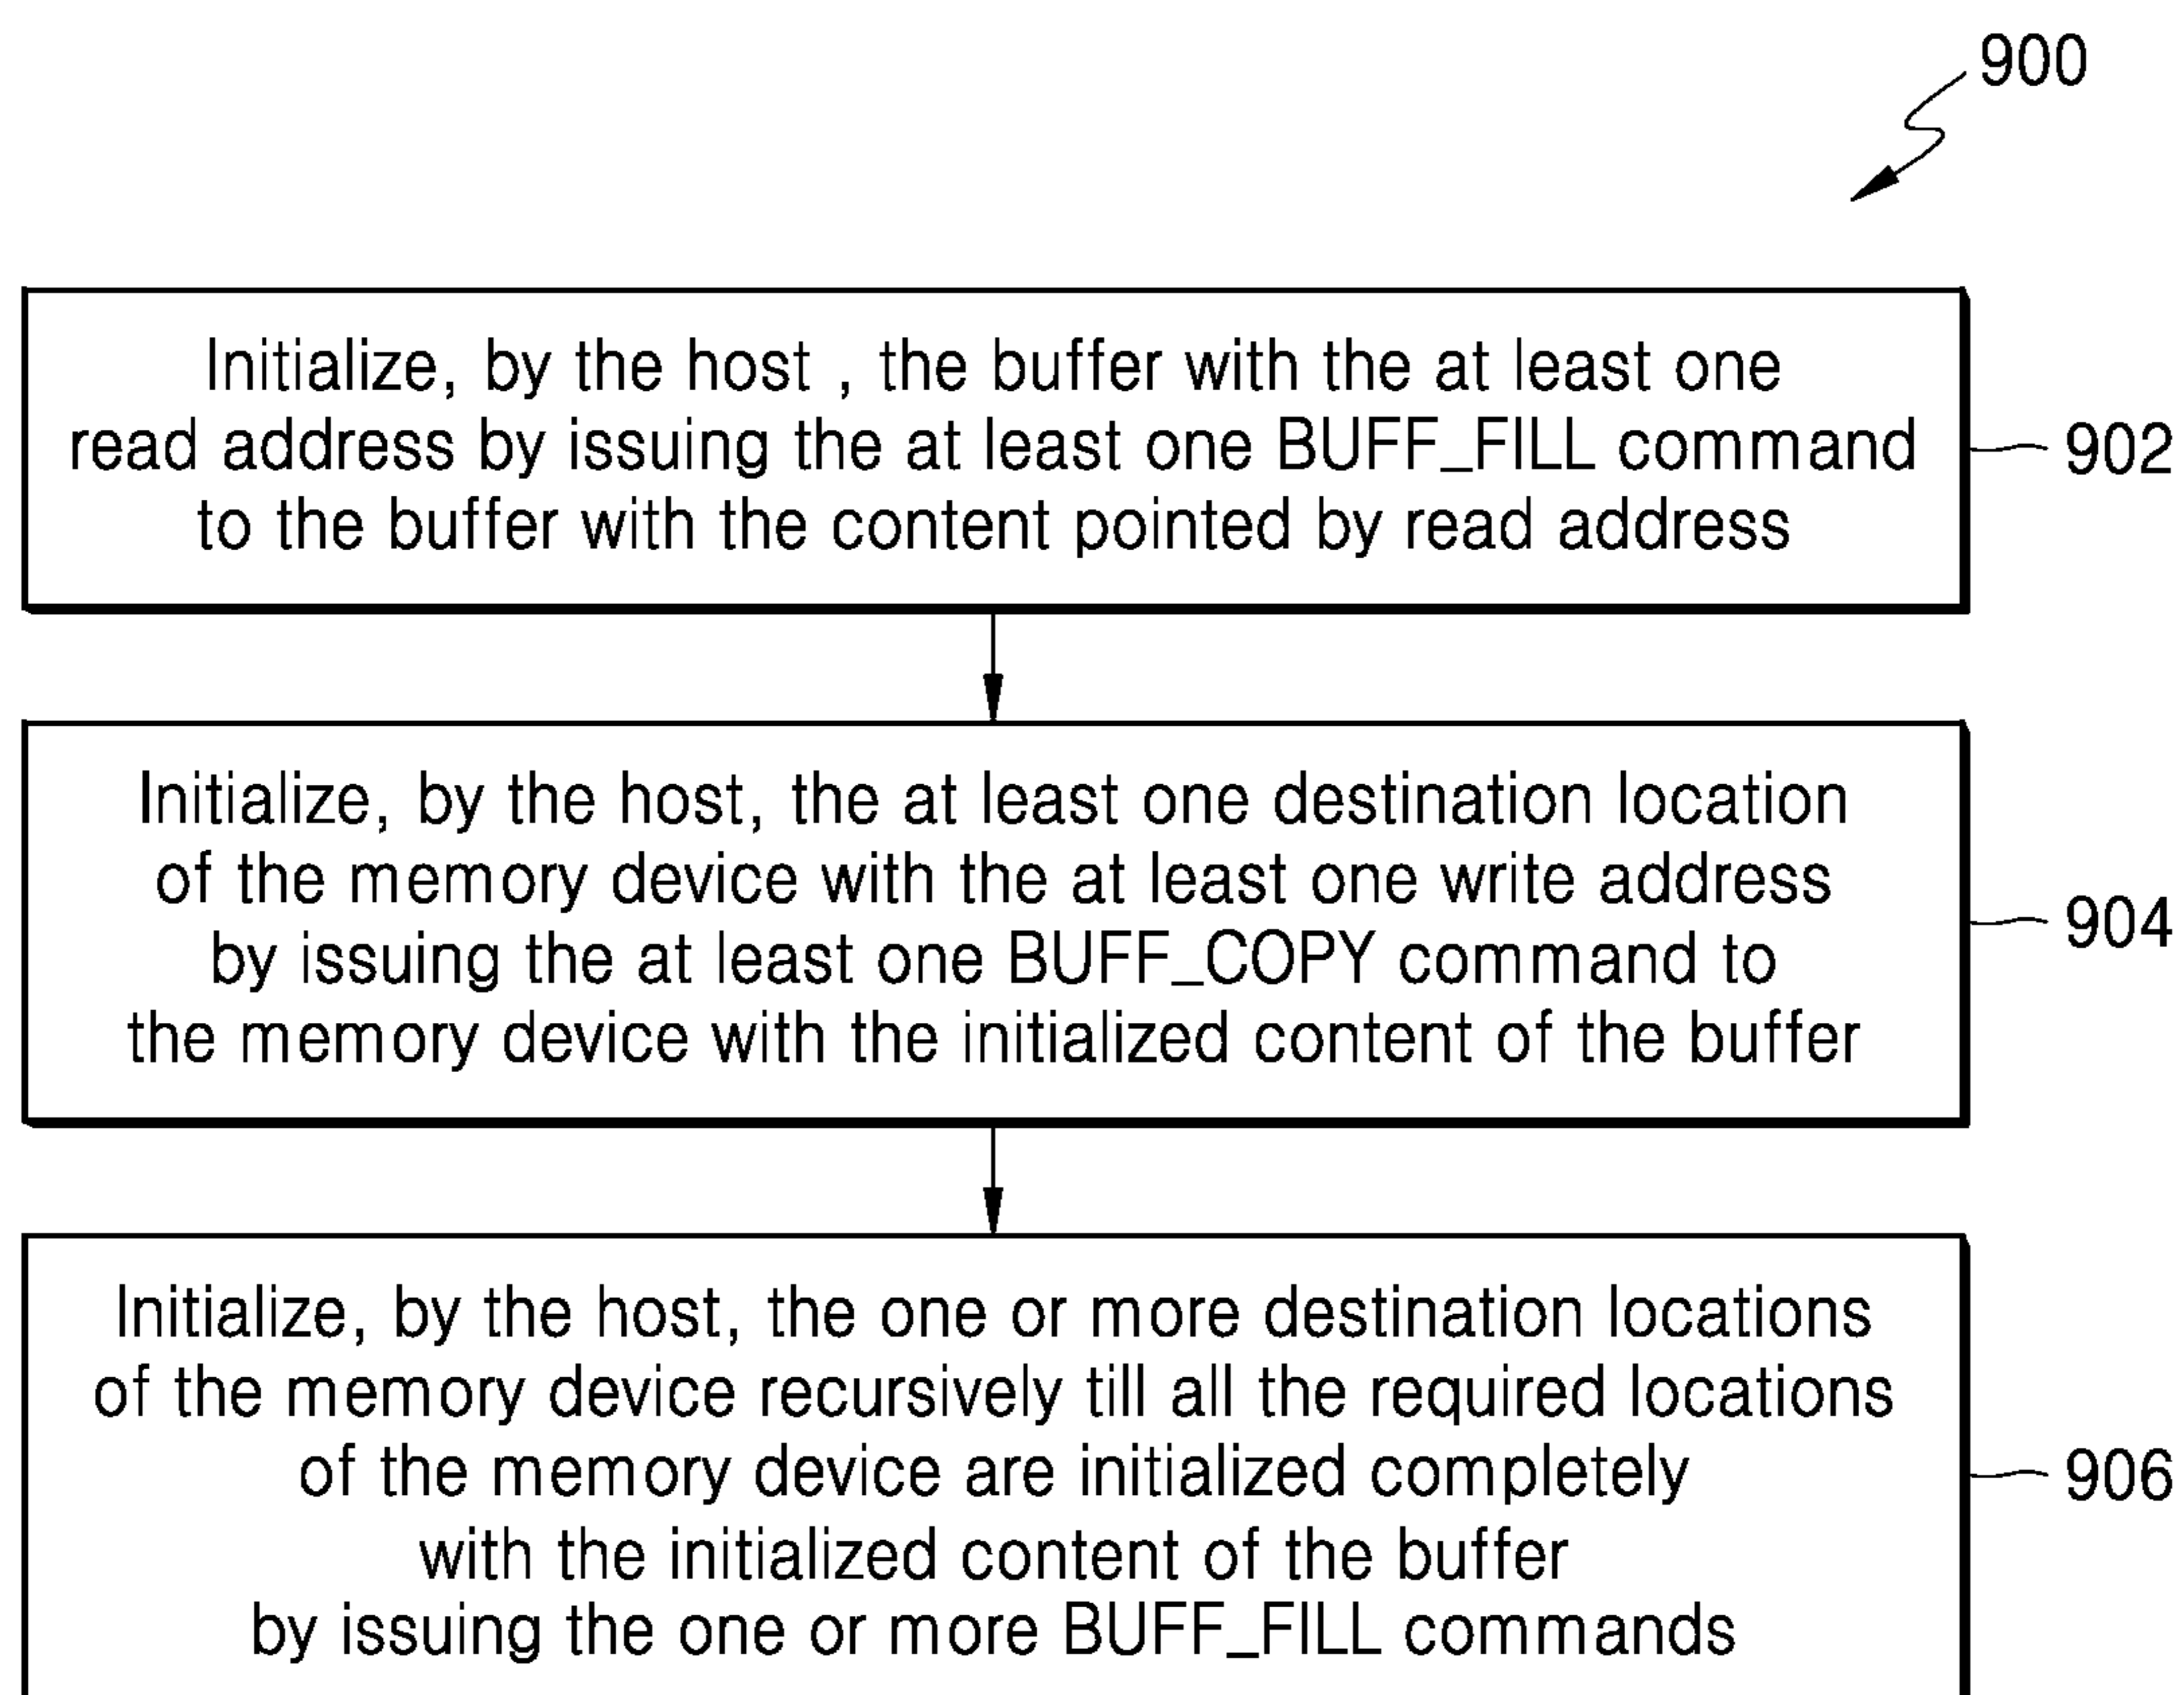 900
Initialize, by the host , the buffer with the at least one
read address by issuing the at least one BUFF_FILL command
to the buffer with the content pointed by read address
902
Initialize, by the host, the at least one destination location
of the memory device with the at least one write address
by issuing the at least one BUFF_COPY command to
the memory device with the initialized content of the buffer
904
Initialize, by the host, the one or more destination locations
of the memory device recursively till all the required locations
of the memory device are initialized completely
with the initialized content of the buffer
by issuing the one or more BUFF_FILL commands
906